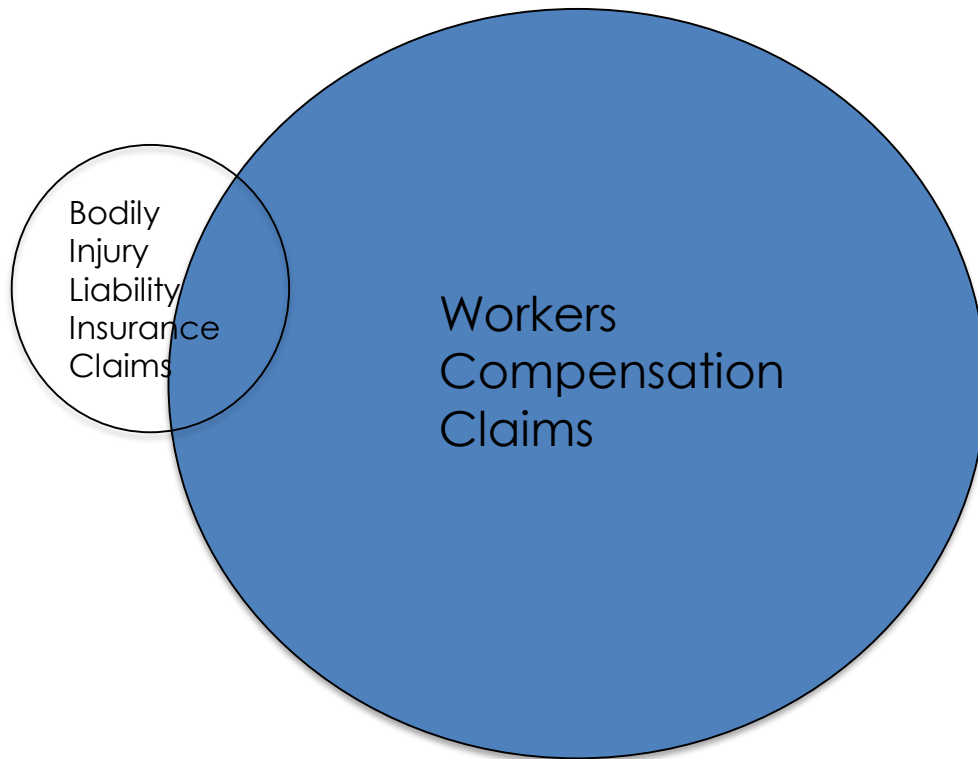 Bodily
Injury
Liability
Insurance
Claims
Workers
Compensation
Claims